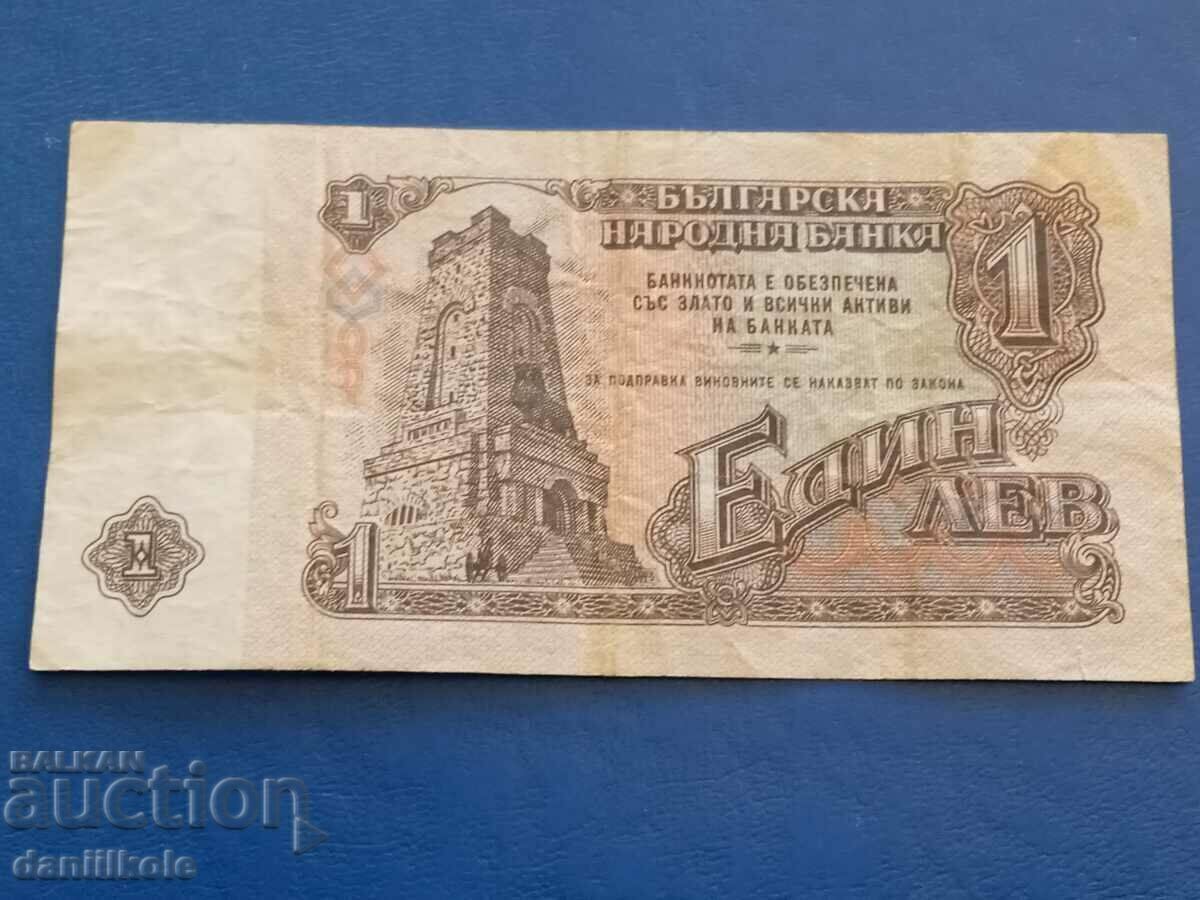 1
БЪЛГАРСКА
НАРОДНА БАНКА
1
БАНКНОТАТА Е ОБЕЗПЕЧЕНА
СЪС ЗЛАТО И ВСИЧКИ АКТИВИ
НА БАНКАТА
ЗА ПОДПРАВКА ВИНОВНИТЕ СЕ НАКАЗВАТ ПО ЗАКОНА
ЕДИН
ЛЕВ
1
1
BALKAN
auction
daniilkole